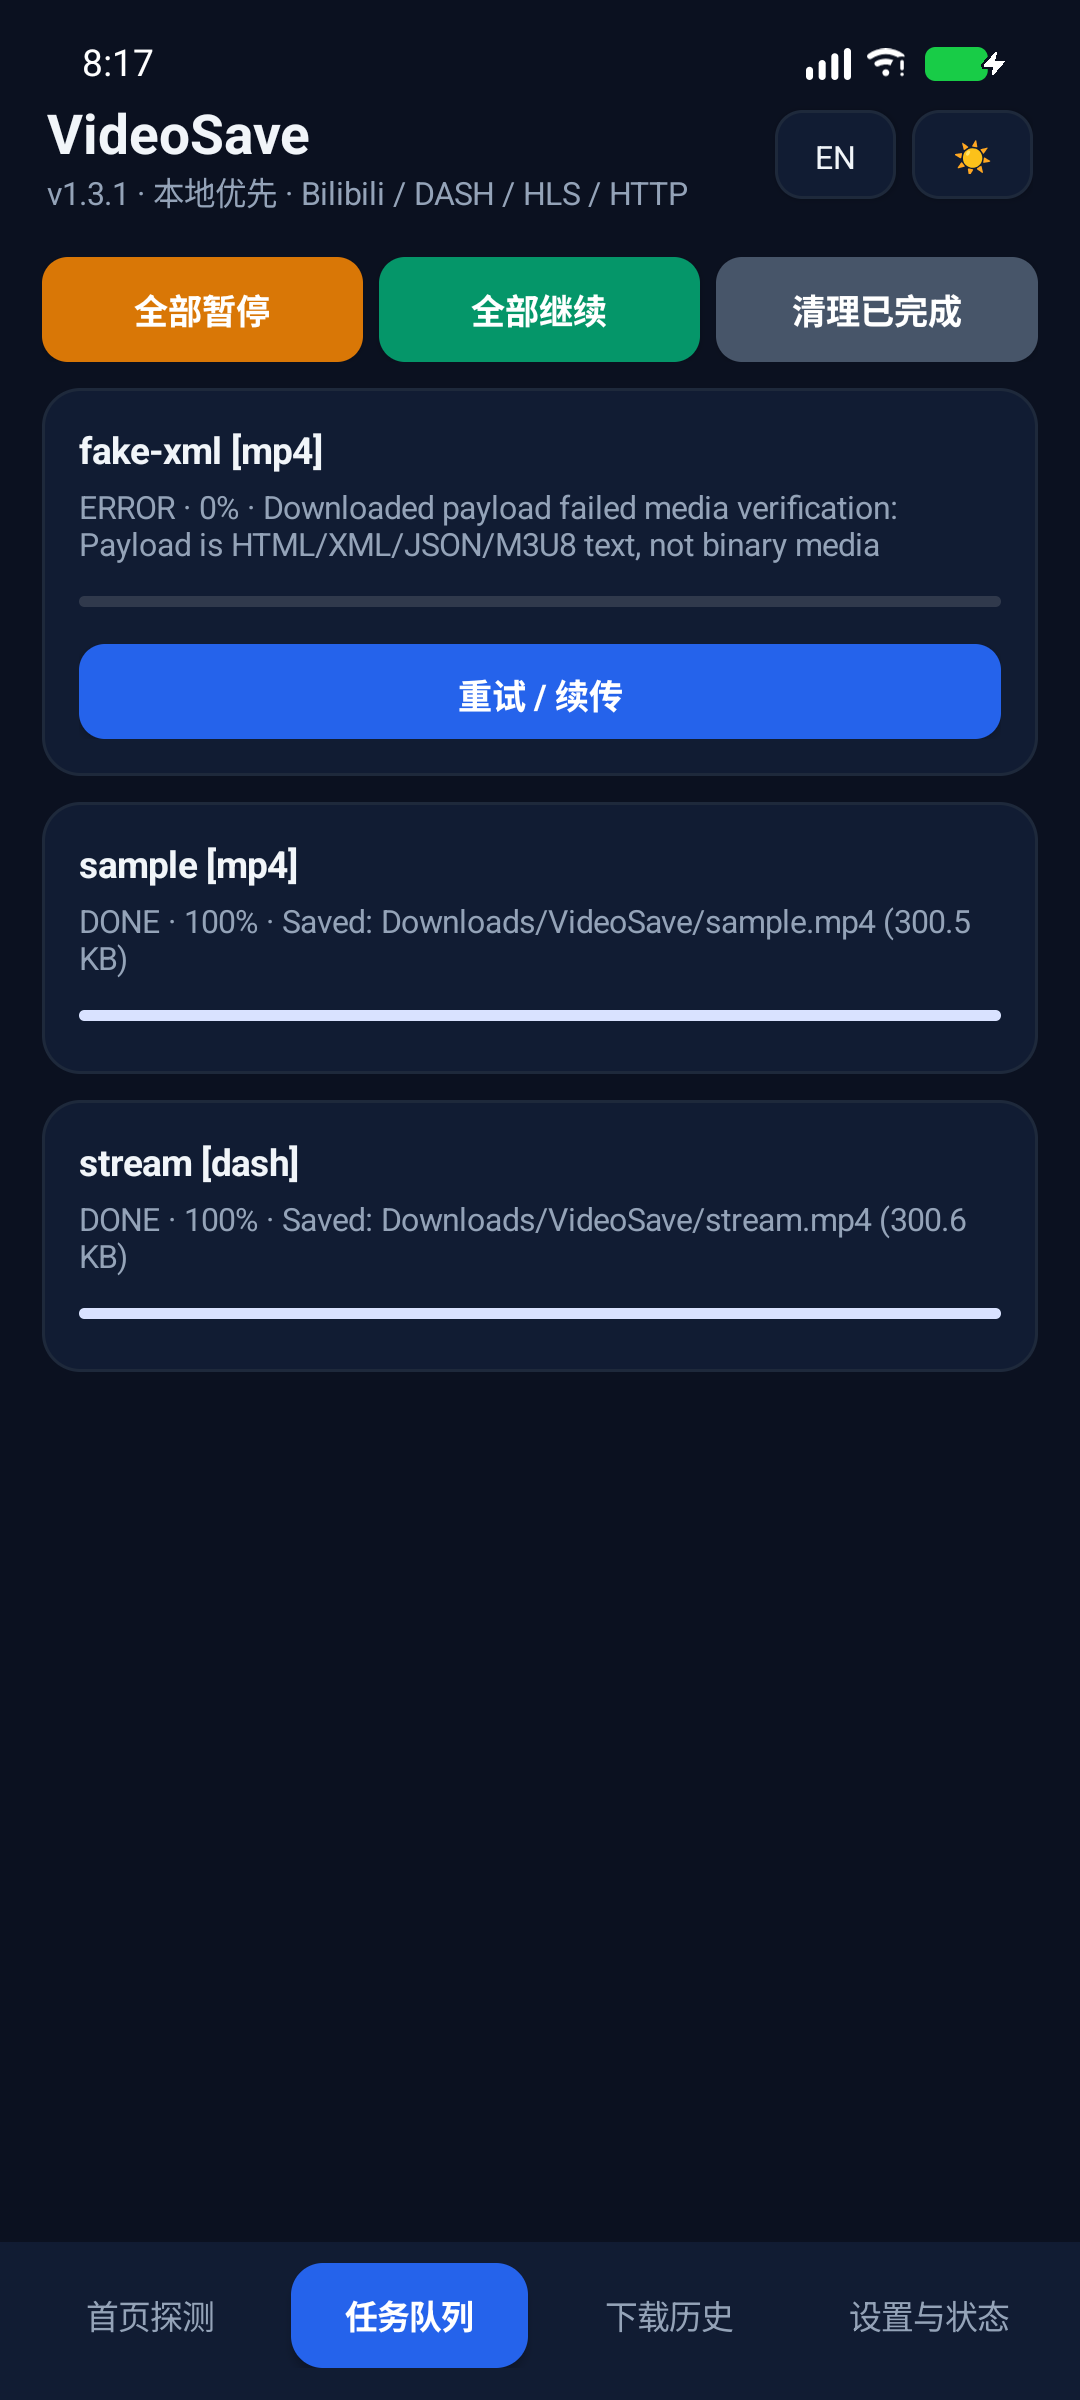 8:17
VideoSave
v1.3.1 · 本地优先 · Bilibili / DASH / HLS / HTTP
EN
全部暂停
全部继续
清理已完成
fake-xml [mp4]
ERROR · 0% · Downloaded payload failed media verification:
Payload is HTML/XML/JSON/M3U8 text, not binary media
重试 / 续传
sample [mp4]
DONE · 100% · Saved: Downloads/VideoSave/sample.mp4 (300.5
KB)
stream [dash]
DONE · 100% · Saved: Downloads/VideoSave/stream.mp4 (300.6
KB)
首页探测
任务队列
下载历史
设置与状态